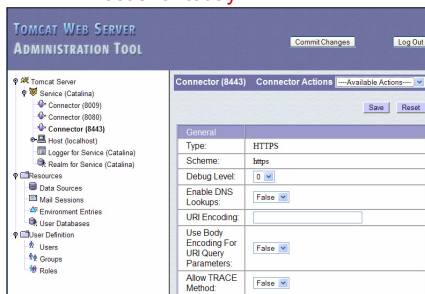 TOMCAT WEB SERVER
ADMINISTRATION TOOL
Commit Changes
Log Out
Tomcat Server
Service (Catalina)
Connector (8009)
Connector (8080)
Connector (8443)
Host (localhost)
Logger for Service (Catalina)
Realm for Service (Catalina)
Resources
Data Sources
Mail Sessions
Environment Entries
User Databases
User Definition
Users
Groups
Roles
Connector (8443) Connector Actions ----Available Actions----
Save Reset
General
Type: HTTPS
Scheme: https
Debug Level: 0
Enable DNS
Lookups: False
URI Encoding:
Use Body
Encoding For
URI Query
Parameters: False
Allow TRACE
Method: False